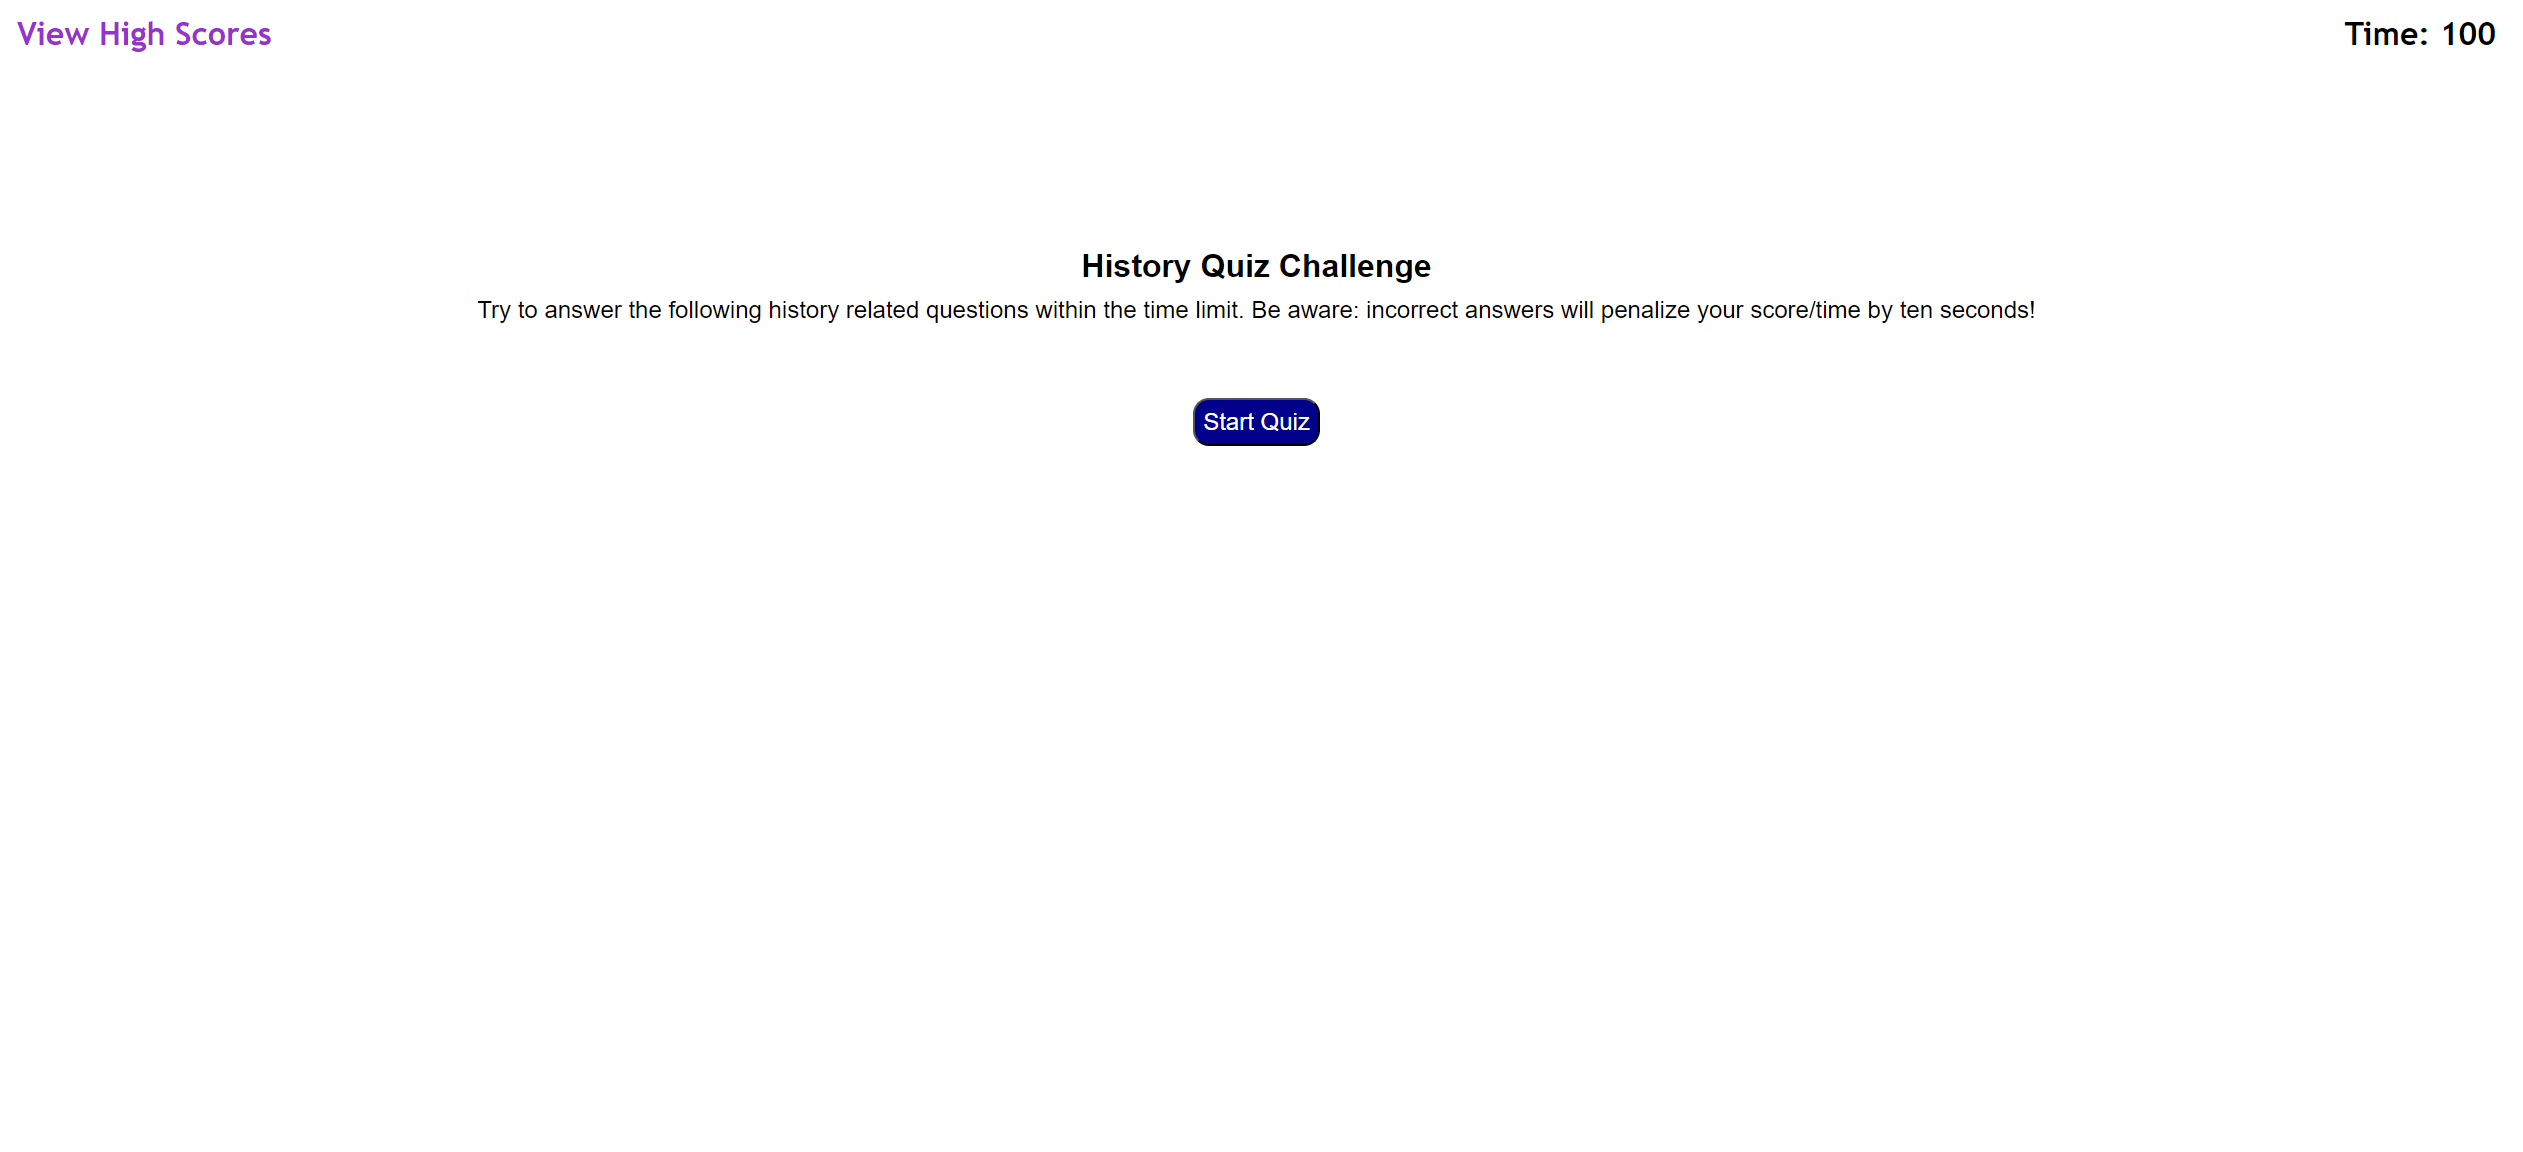 View High Scores
Time: 100
History Quiz Challenge
Try to answer the following history related questions within the time limit. Be aware: incorrect answers will penalize your score/time by ten seconds!
Start Quiz